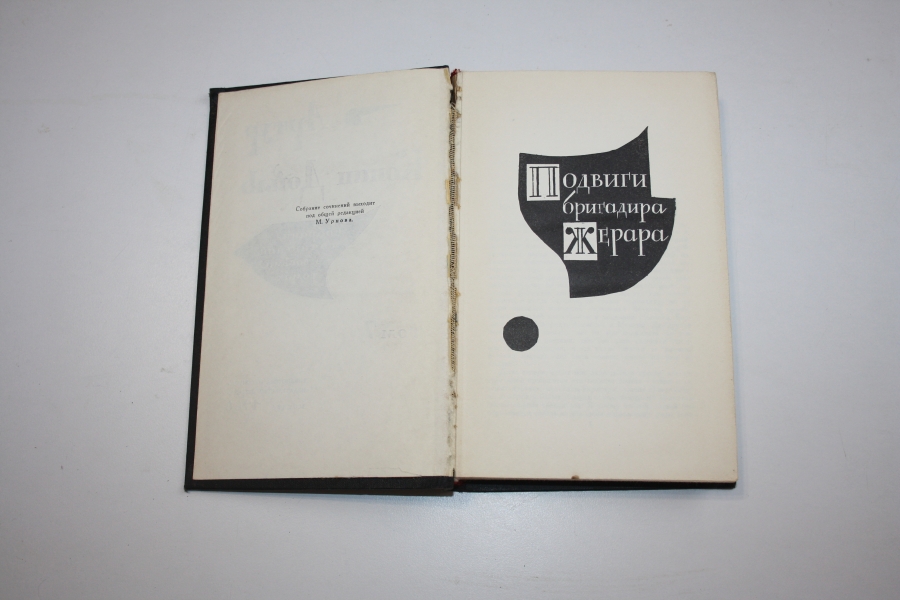 Собрание сочинений выходит
под общей редакцией
М. Урнова.
Подвиги
бригадира
Жерара